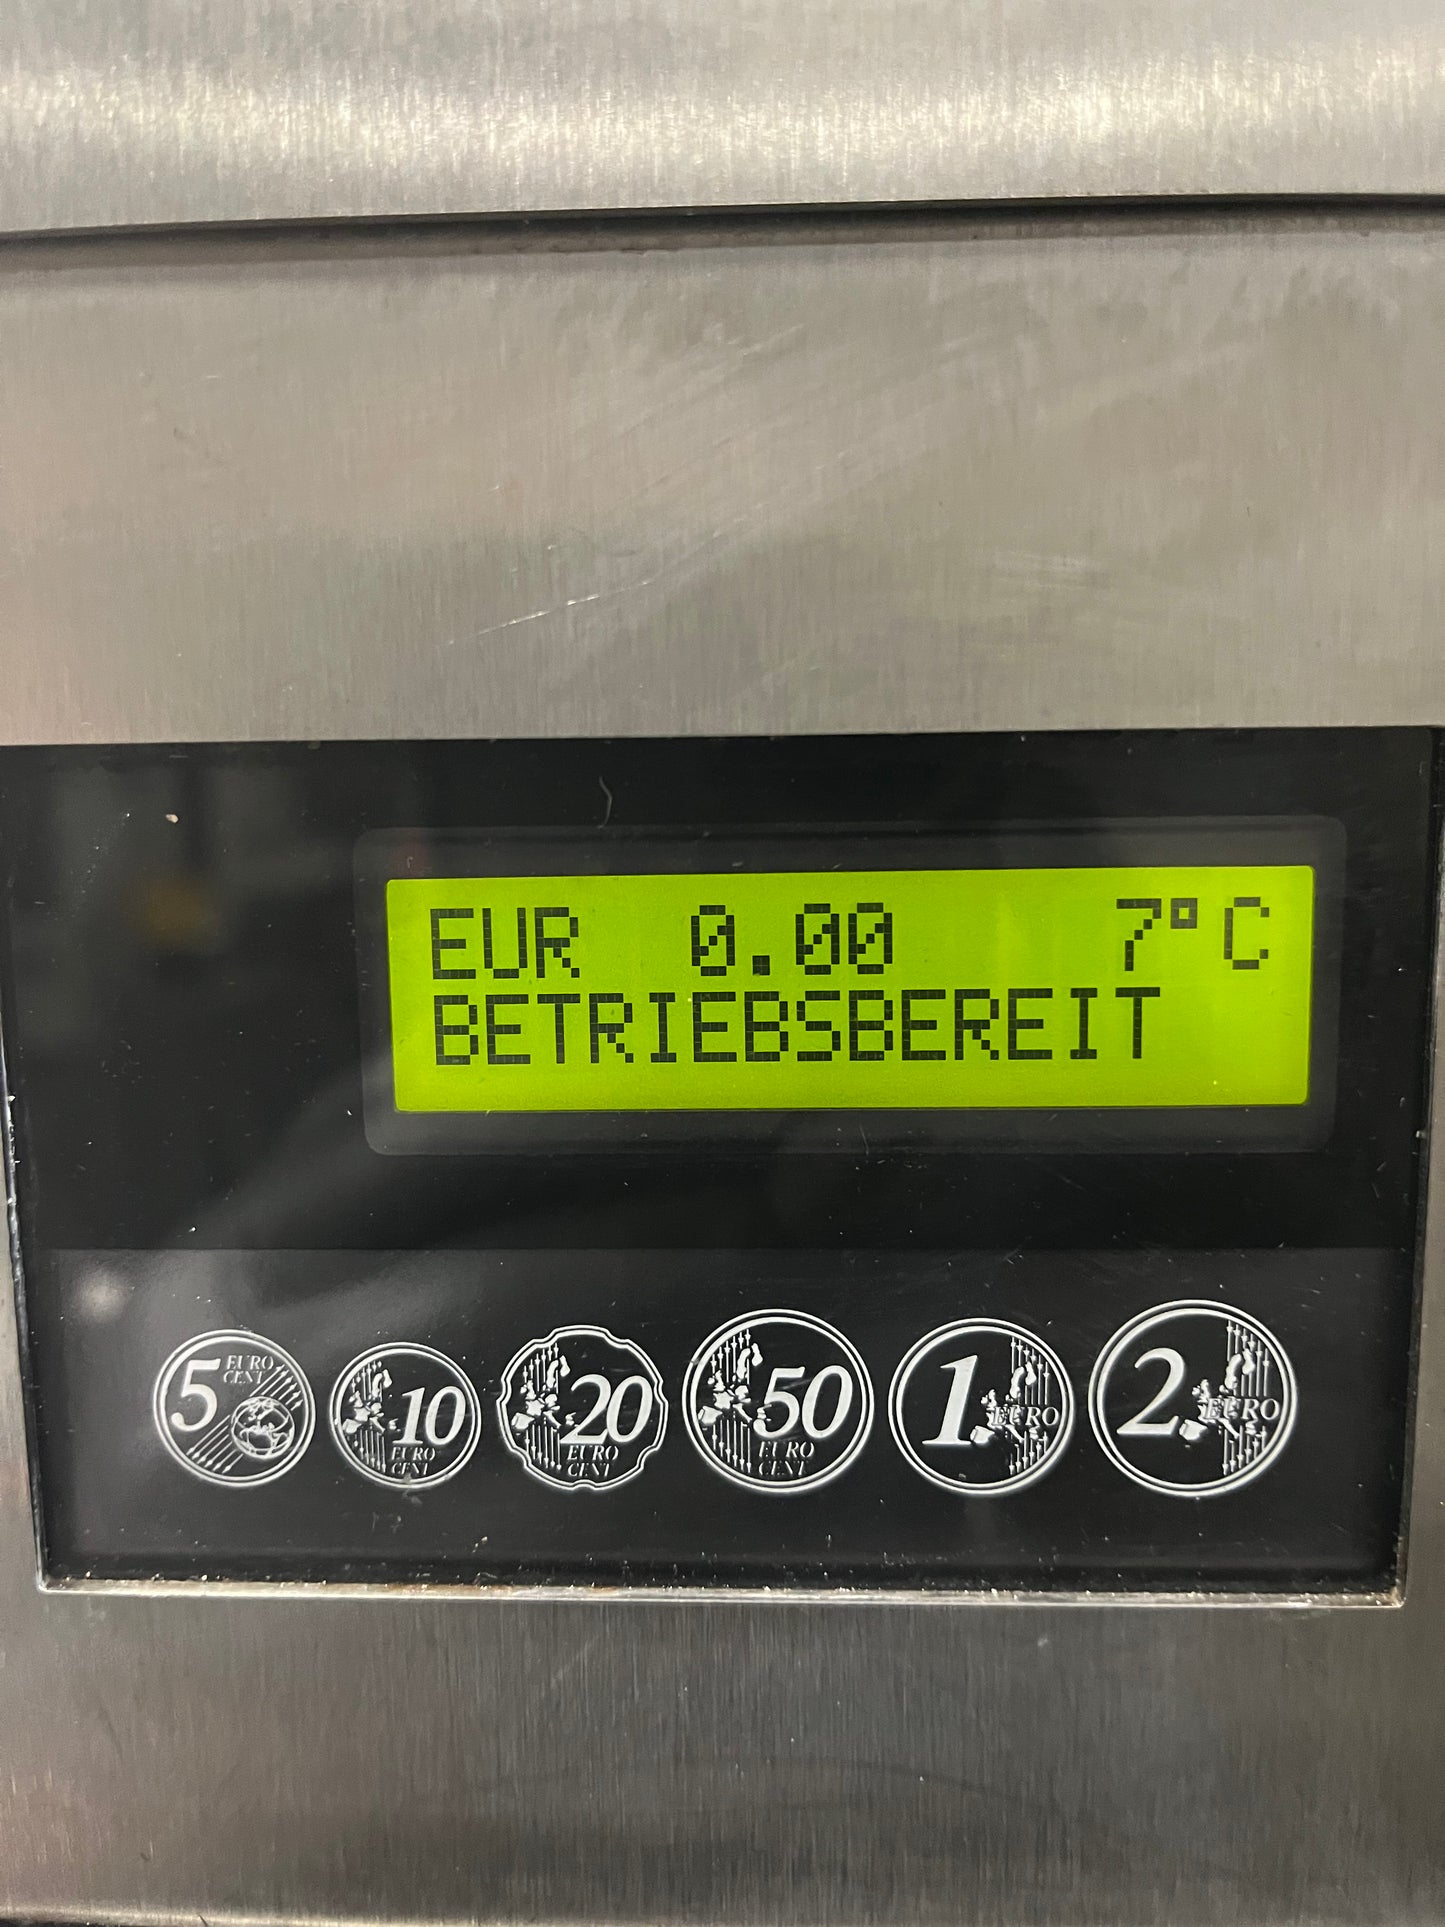 EUR 0.00 7°C
BETRIEBSBEREIT
5 EURO CENT
10 EURO CENT
20 EURO CENT
50 EURO CENT
1 EURO
2 EURO